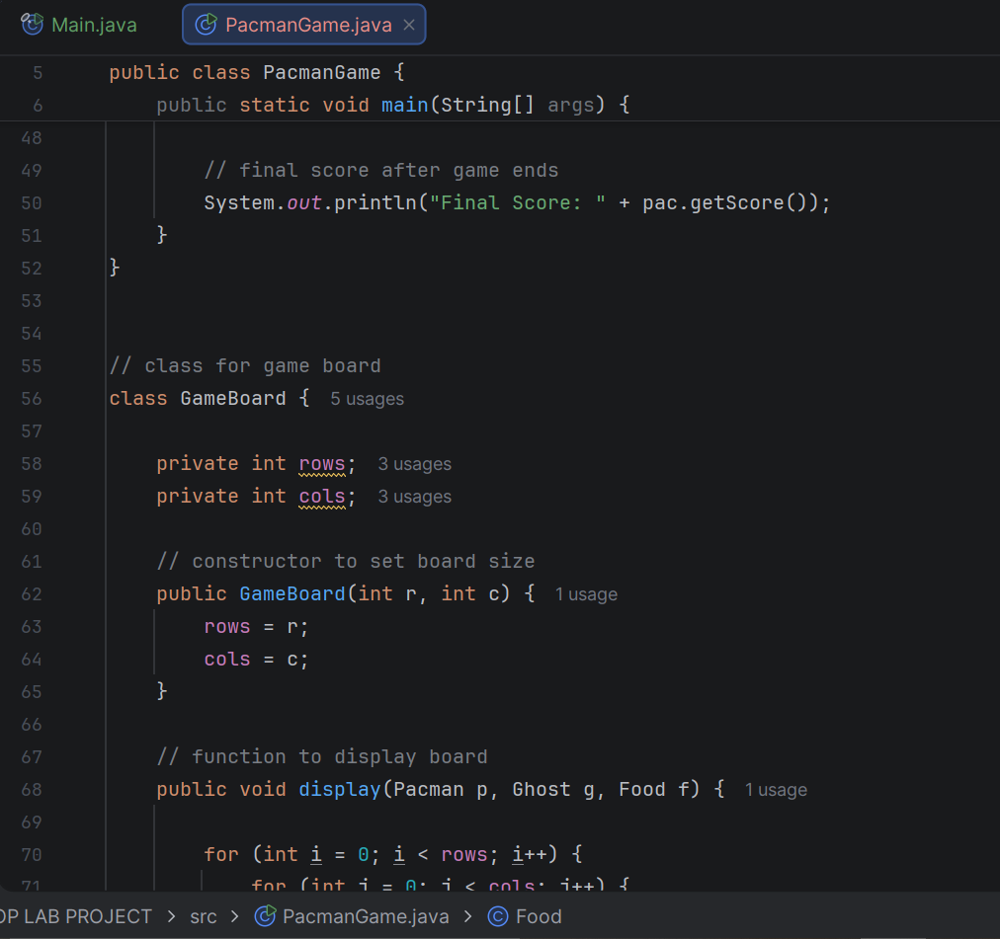 Main.java PacmanGame.java ×
5 public class PacmanGame {
6 public static void main(String[] args) {
48
49 // final score after game ends
50 System.out.println("Final Score: " + pac.getScore());
51 }
52 }
53
54
55 // class for game board
56 class GameBoard { 5 usages
57
58 private int rows; 3 usages
59 private int cols; 3 usages
60
61 // constructor to set board size
62 public GameBoard(int r, int c) { 1 usage
63 rows = r;
64 cols = c;
65 }
66
67 // function to display board
68 public void display(Pacman p, Ghost g, Food f) { 1 usage
69
70 for (int i = 0; i < rows; i++) {
71 for (int j = 0; j < cols; j++) {
OP LAB PROJECT > src > PacmanGame.java > Food